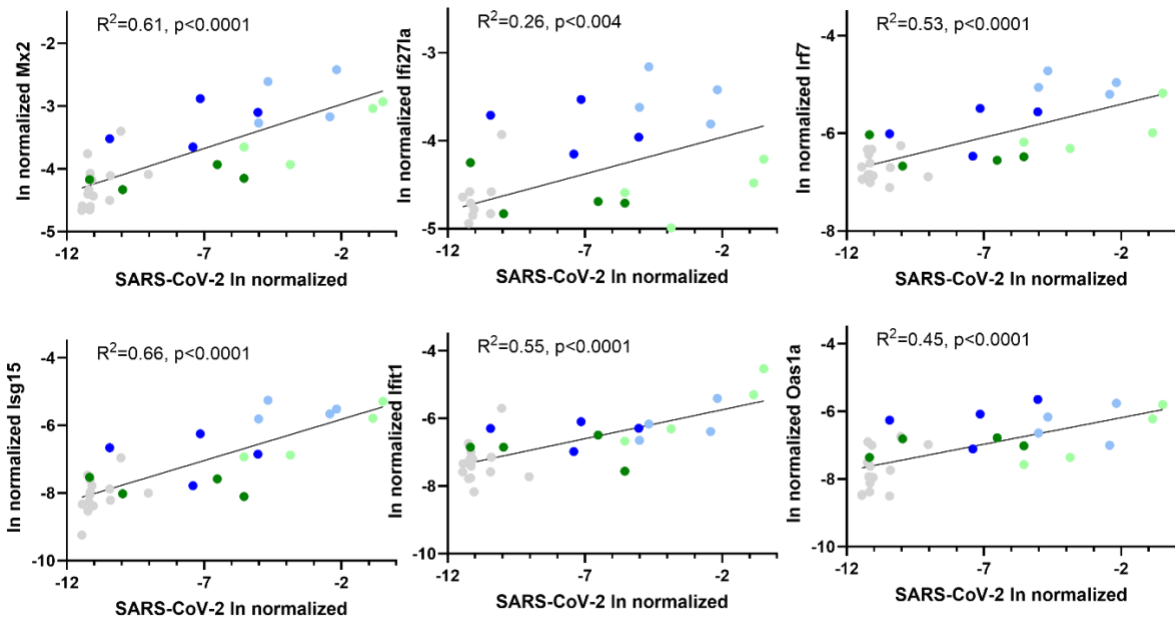 R²=0.61, p<0.0001
ln normalized Mx2
-2
-3
-4
-5
-12
-7
-2
SARS-CoV-2 ln normalized
R²=0.26, p<0.004
ln normalized Ifi27la
-3
-4
-5
-12
-7
-2
SARS-CoV-2 ln normalized
R²=0.53, p<0.0001
ln normalized Irf7
-4
-6
-8
-12
-7
-2
SARS-CoV-2 ln normalized
R²=0.66, p<0.0001
ln normalized Isg15
-4
-6
-8
-10
-12
-7
-2
SARS-CoV-2 ln normalized
R²=0.55, p<0.0001
ln normalized Ifit1
-4
-6
-8
-10
-12
-7
-2
SARS-CoV-2 ln normalized
R²=0.45, p<0.0001
ln normalized Oas1a
-4
-6
-8
-10
-12
-7
-2
SARS-CoV-2 ln normalized